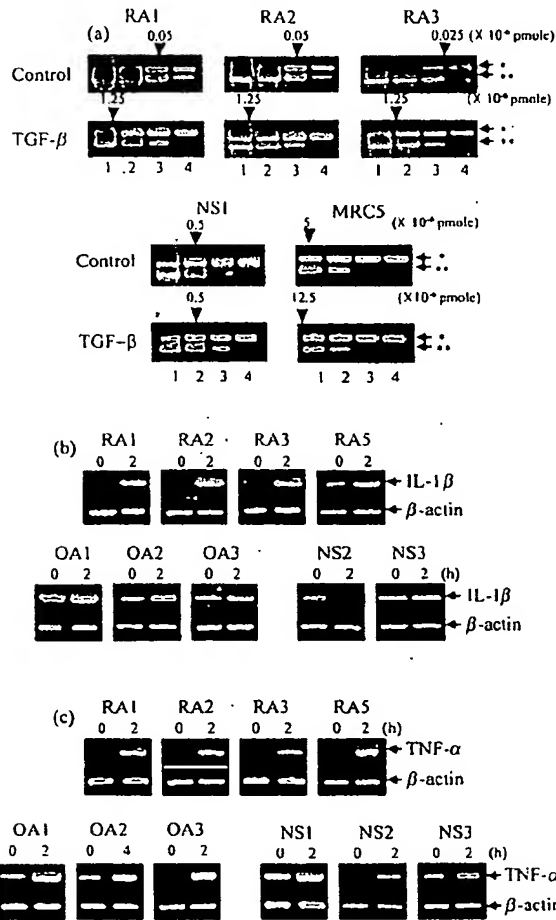 (a)
RA1 RA2 RA3
0.05 0.05 0.025 (X 10⁻⁶ pmole)
Control * **
1.25 1.25 1.25 (X 10⁻⁶ pmole)
TGF-β * **
1 2 3 4 1 2 3 4 1 2 3 4
NS1 MRC5
0.5 5 (X 10⁻⁶ pmole)
Control * **
0.5 12.5 (X10⁻⁶ pmole)
TGF-β * **
1 2 3 4 1 2 3 4
(b)
RA1 RA2 RA3 RA5
0 2 0 2 0 2 0 2
IL-1β
β-actin
OA1 OA2 OA3 NS2 NS3
0 2 0 2 0 2 0 2 0 2 (h)
IL-1β
β-actin
(c)
RA1 RA2 RA3 RA5
0 2 0 2 0 2 0 2 (h)
TNF-α
β-actin
OA1 OA2 OA3 NS1 NS2 NS3
0 2 0 4 0 2 0 2 0 2 0 2 (h)
TNF-α
β-actin